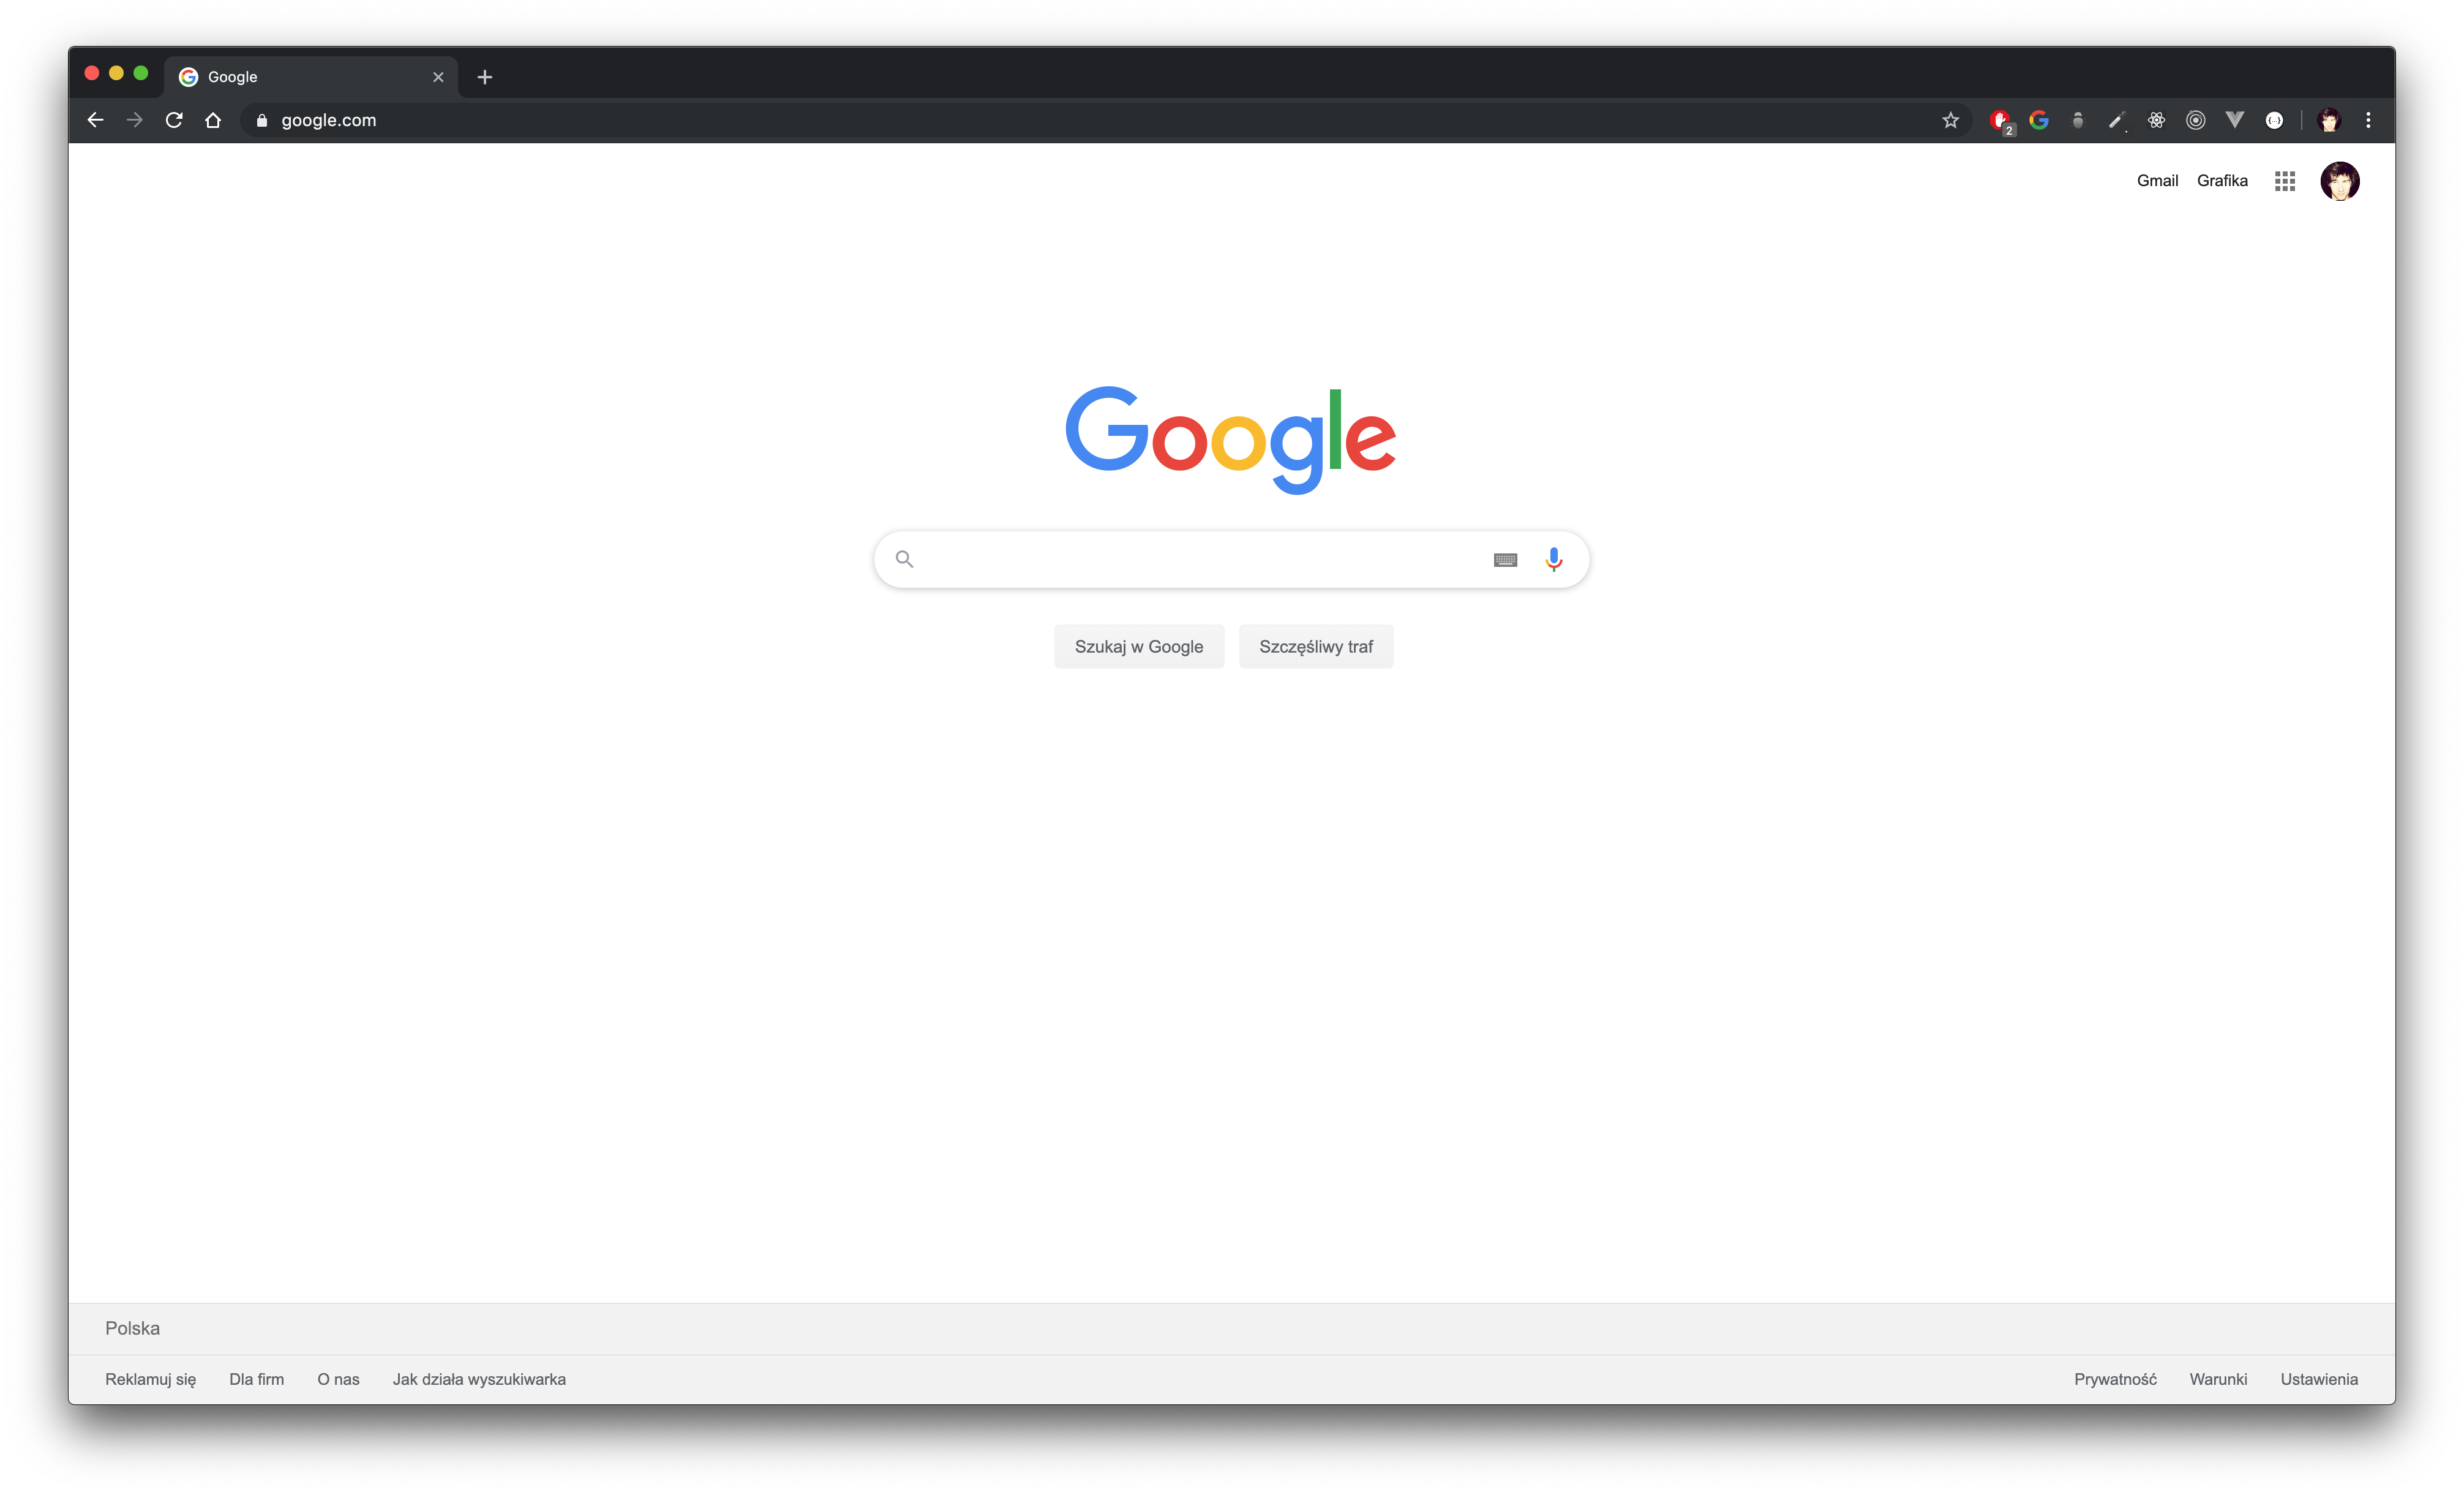 Google
google.com
2
Gmail Grafika
Google
Szukaj w Google Szczęśliwy traf
Polska
Reklamuj się Dla firm O nas Jak działa wyszukiwarka Prywatność Warunki Ustawienia